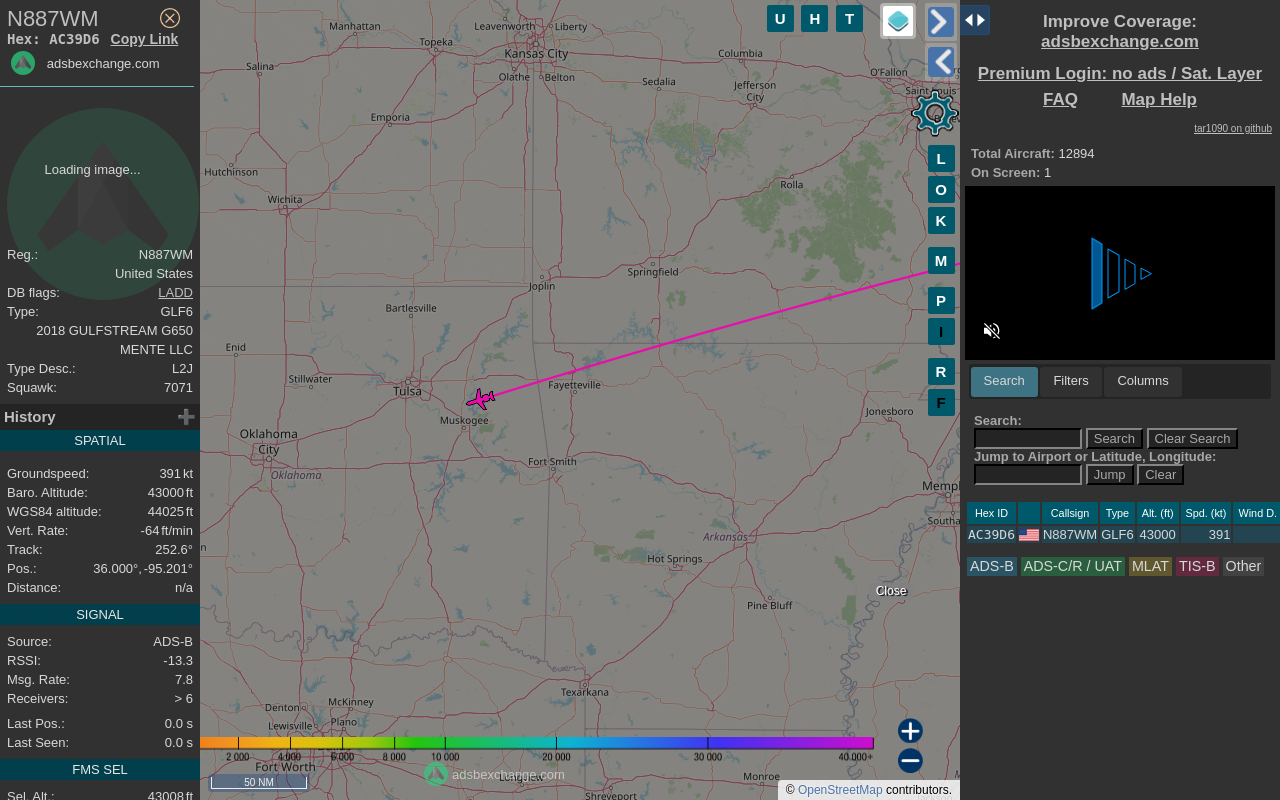 N887WM
Hex: AC39D6 Copy Link
adsbexchange.com
Loading image...
Reg.: N887WM
United States
DB flags: LADD
Type: GLF6
2018 GULFSTREAM G650
MENTE LLC
Type Desc.: L2J
Squawk: 7071
History
SPATIAL
Groundspeed: 391 kt
Baro. Altitude: 43000 ft
WGS84 altitude: 44025 ft
Vert. Rate: -64 ft/min
Track: 252.6°
Pos.: 36.000°, -95.201°
Distance: n/a
SIGNAL
Source: ADS-B
RSSI: -13.3
Msg. Rate: 7.8
Receivers: > 6
Last Pos.: 0.0 s
Last Seen: 0.0 s
FMS SEL
Sel. Alt.: 43008 ft
U H T
L
O
K
M
P
I
R
F
Manhattan
Leavenworth
Liberty
Topeka
Kansas City
Salina
Olathe
Belton
Sedalia
Columbia
Jefferson
City
O'Fallon
Saint Louis
Emporia
Hutchinson
Wichita
Rolla
Springfield
Joplin
Bartlesville
Enid
Stillwater
Tulsa
Fayetteville
Muskogee
Jonesboro
Oklahoma
City
Oklahoma
Fort Smith
Memp
Southa
Arkansas
Hot Springs
Pine Bluff
Close
Texarkana
Denton
McKinney
Lewisville
Plano
Fort Worth
Longview
Monroe
Shreveport
2 000 4 000 6 000 8 000 10 000 20 000 30 000 40 000+
50 NM
adsbexchange.com
© OpenStreetMap contributors.
Improve Coverage:
adsbexchange.com
Premium Login: no ads / Sat. Layer
FAQ Map Help
tar1090 on github
Total Aircraft: 12894
On Screen: 1
Search Filters Columns
Search:
Search Clear Search
Jump to Airport or Latitude, Longitude:
Jump Clear
Hex ID Callsign Type Alt. (ft) Spd. (kt) Wind D.
AC39D6 N887WM GLF6 43000 391
ADS-B ADS-C/R / UAT MLAT TIS-B Other